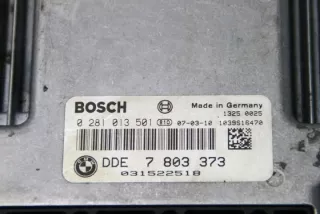 BOSCH Made in Germany
1325 0025
0 281 013 501 07-03-10 1039S16470
DDE 7 803 373
031522518